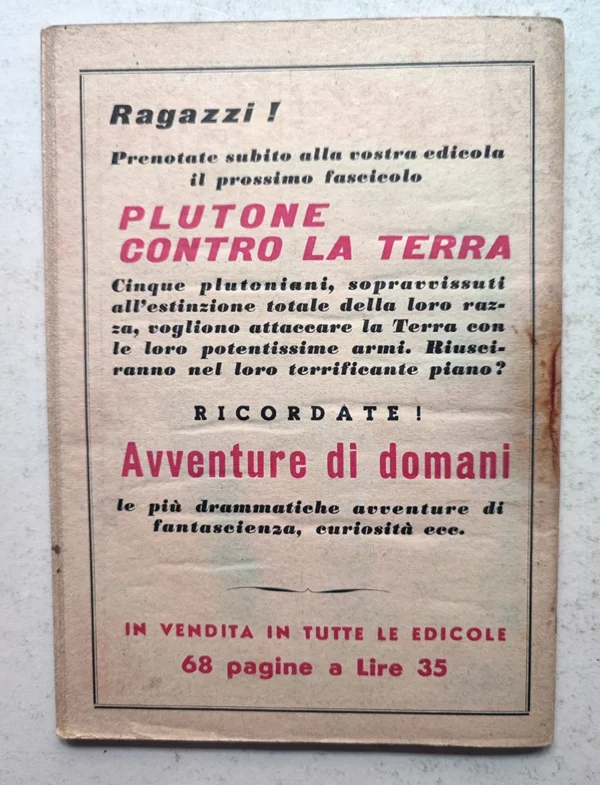 Ragazzi !
Prenotate subito alla vostra edicola
il prossimo fascicolo
PLUTONE
CONTRO LA TERRA
Cinque plutoniani, sopravvissuti
all'estinzione totale della loro raz-
za, vogliono attaccare la Terra con
le loro potentissime armi. Riusci-
ranno nel loro terrificante piano?
RICORDATE !
Avventure di domani
le più drammatiche avventure di
fantascienza, curiosità ecc.
IN VENDITA IN TUTTE LE EDICOLE
68 pagine a Lire 35